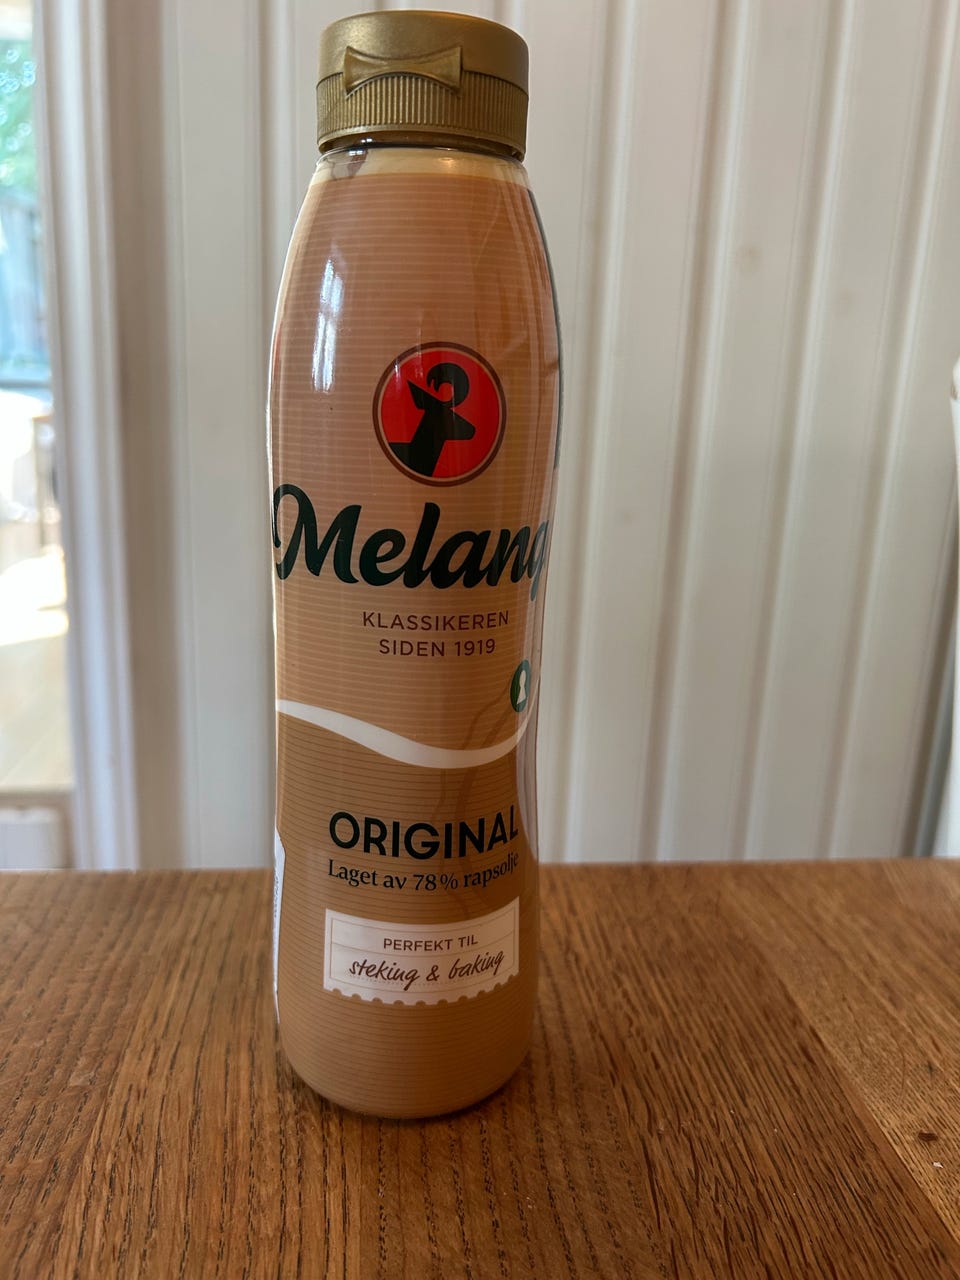 Melang
KLASSIKEREN
SIDEN 1919
ORIGINAL
Laget av 78% rapsolje
PERFEKT TIL
steking & baking